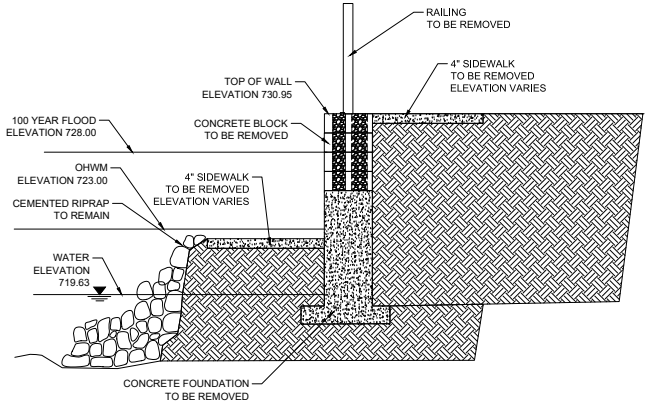 RAILING
TO BE REMOVED
4" SIDEWALK
TO BE REMOVED
ELEVATION VARIES
TOP OF WALL
ELEVATION 730.95
100 YEAR FLOOD
ELEVATION 728.00
CONCRETE BLOCK
TO BE REMOVED
OHWM
ELEVATION 723.00
4" SIDEWALK
TO BE REMOVED
ELEVATION VARIES
CEMENTED RIPRAP
TO REMAIN
WATER
ELEVATION
719.63
CONCRETE FOUNDATION
TO BE REMOVED